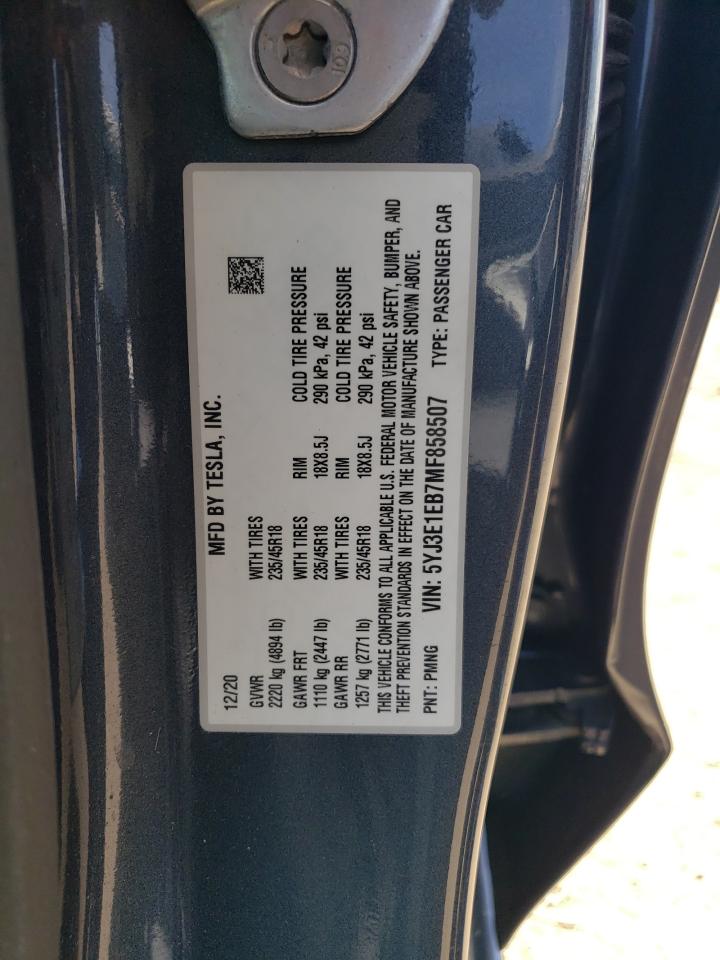 10.9
MFD BY TESLA, INC.
12/20
GVWR WITH TIRES
2220 kg (4894 lb) 235/45R18
GAWR FRT WITH TIRES RIM COLD TIRE PRESSURE
1110 kg (2447 lb) 235/45R18 18X8.5J 290 kPa, 42 psi
GAWR RR WITH TIRES RIM COLD TIRE PRESSURE
1257 kg (2771 lb) 235/45R18 18X8.5J 290 kPa, 42 psi
THIS VEHICLE CONFORMS TO ALL APPLICABLE U.S. FEDERAL MOTOR VEHICLE SAFETY, BUMPER, AND
THEFT PREVENTION STANDARDS IN EFFECT ON THE DATE OF MANUFACTURE SHOWN ABOVE.
PNT: PMNG VIN: 5YJ3E1EB7MF858507 TYPE: PASSENGER CAR